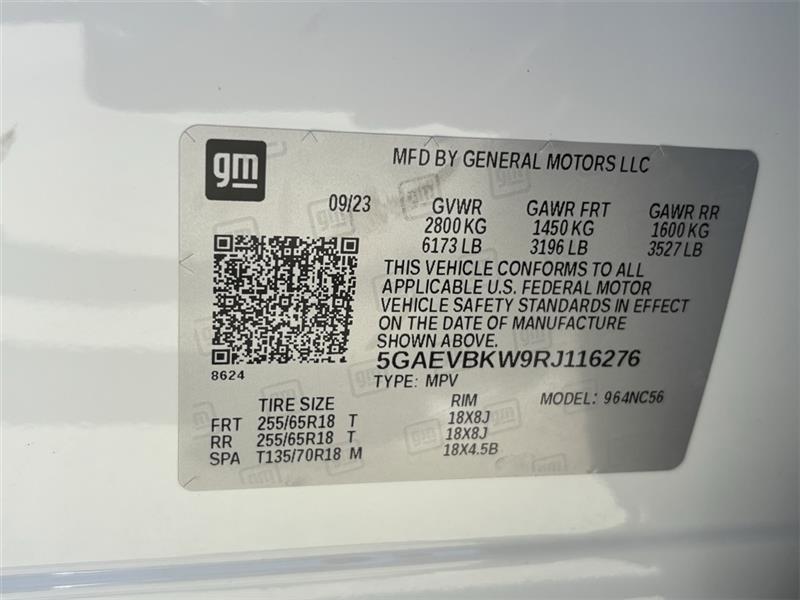 gm
MFD BY GENERAL MOTORS LLC
09/23 GVWR GAWR FRT GAWR RR
2800 KG 1450 KG 1600 KG
6173 LB 3196 LB 3527 LB
THIS VEHICLE CONFORMS TO ALL
APPLICABLE U.S. FEDERAL MOTOR
VEHICLE SAFETY STANDARDS IN EFFECT
ON THE DATE OF MANUFACTURE
SHOWN ABOVE.
8624
5GAEVBKW9RJ116276
TYPE: MPV
TIRE SIZE RIM MODEL: 964NC56
FRT 255/65R18 T 18X8J
RR 255/65R18 T 18X8J
SPA T135/70R18 M 18X4.5B